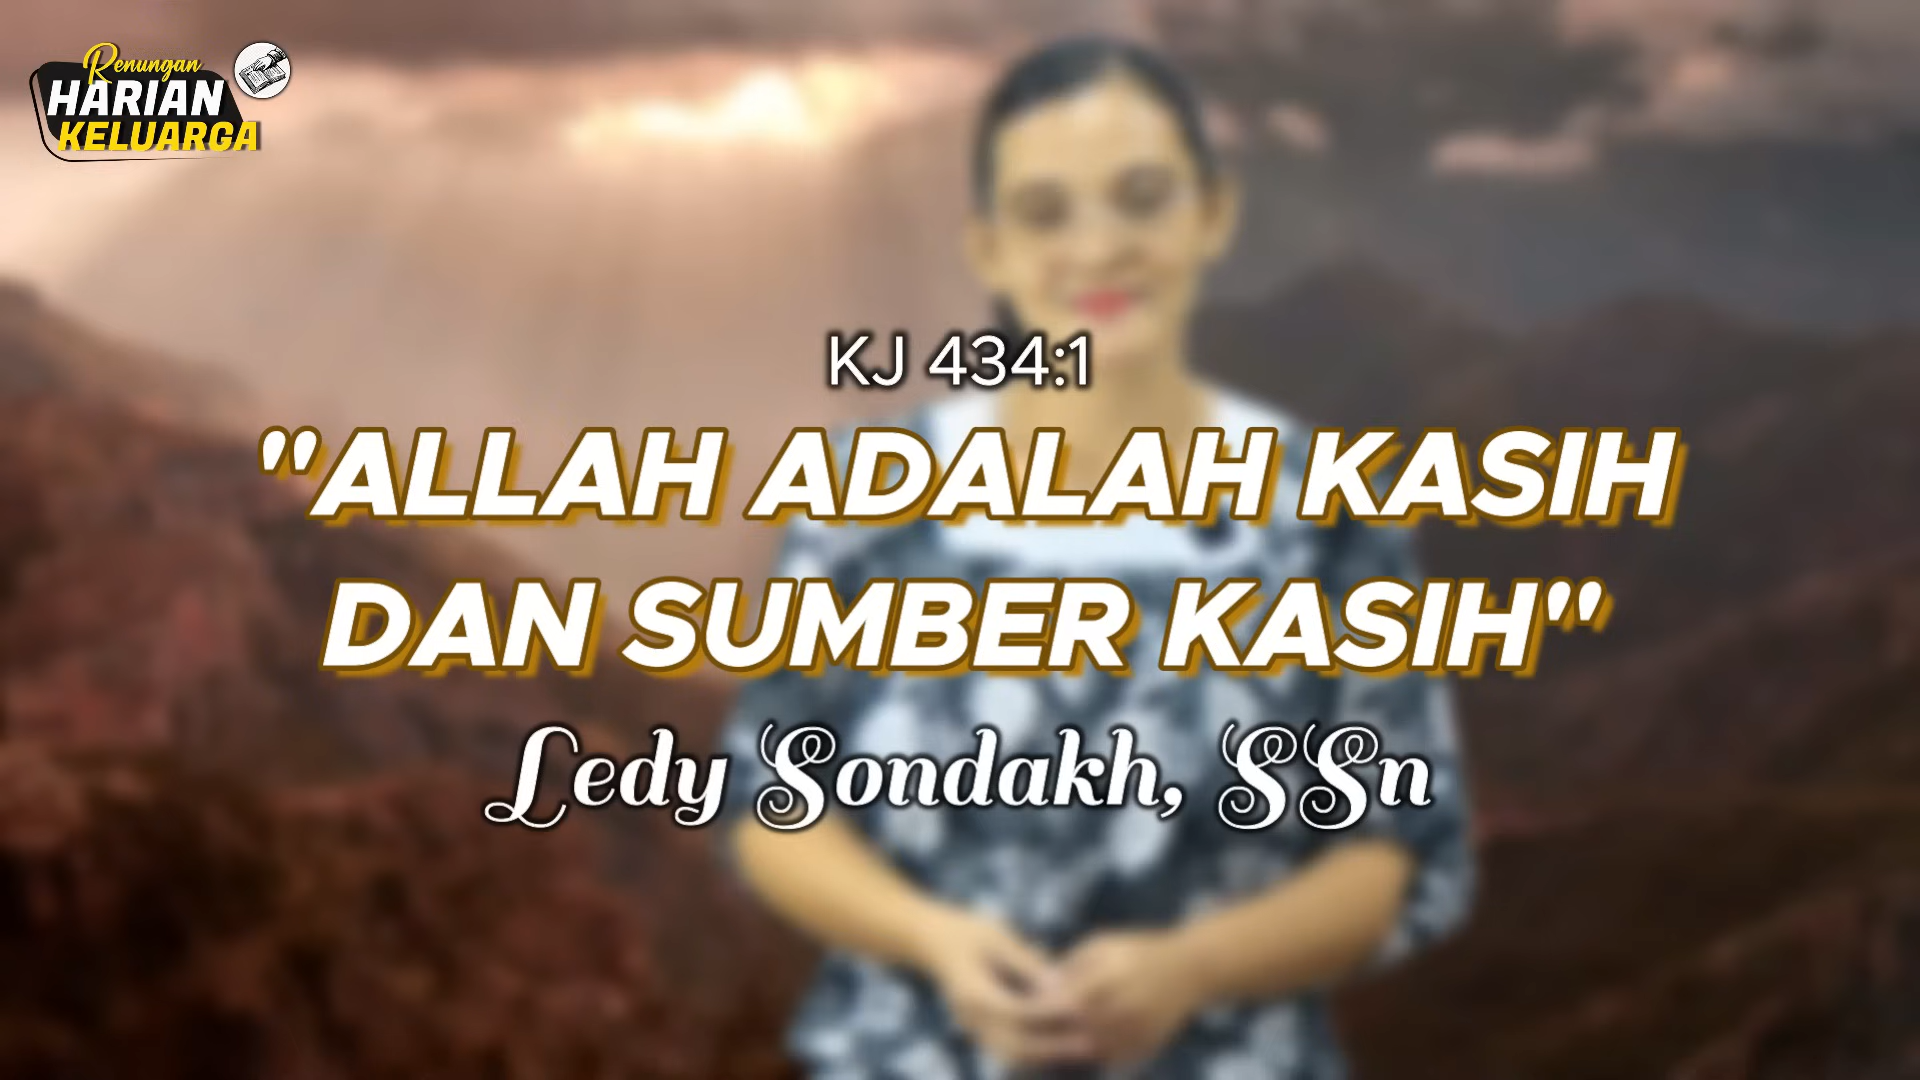 Renungan
HARIAN
KELUARGA
KJ 434:1
"ALLAH ADALAH KASIH
DAN SUMBER KASIH"
Ledy Sondakh, SSn